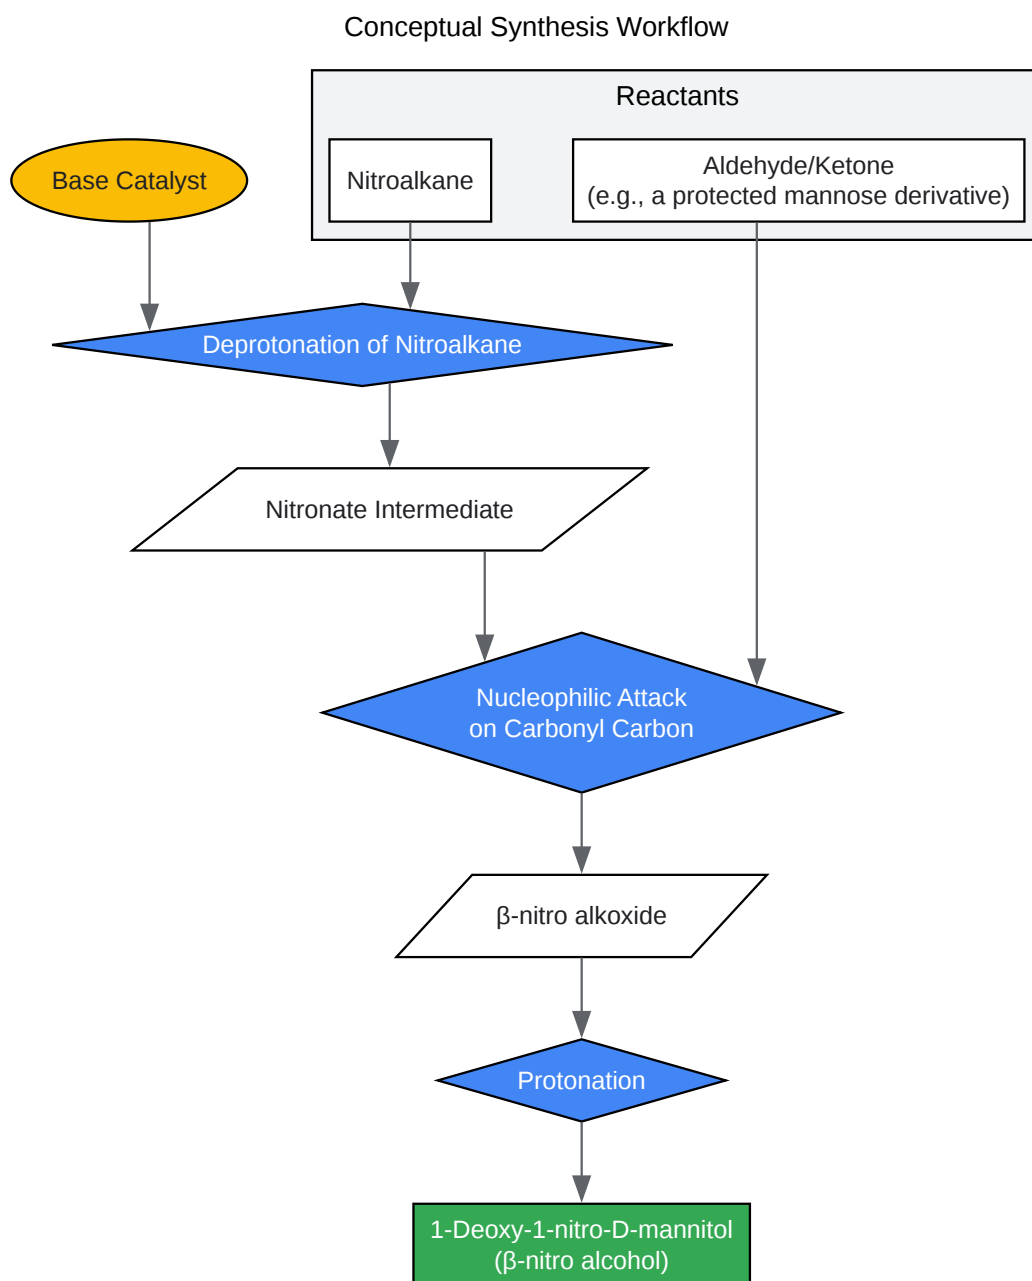 Conceptual Synthesis Workflow
Reactants
Base Catalyst
Nitroalkane
Aldehyde/Ketone
(e.g., a protected mannose derivative)
Deprotonation of Nitroalkane
Nitronate Intermediate
Nucleophilic Attack
on Carbonyl Carbon
β-nitro alkoxide
Protonation
1-Deoxy-1-nitro-D-mannitol
(β-nitro alcohol)